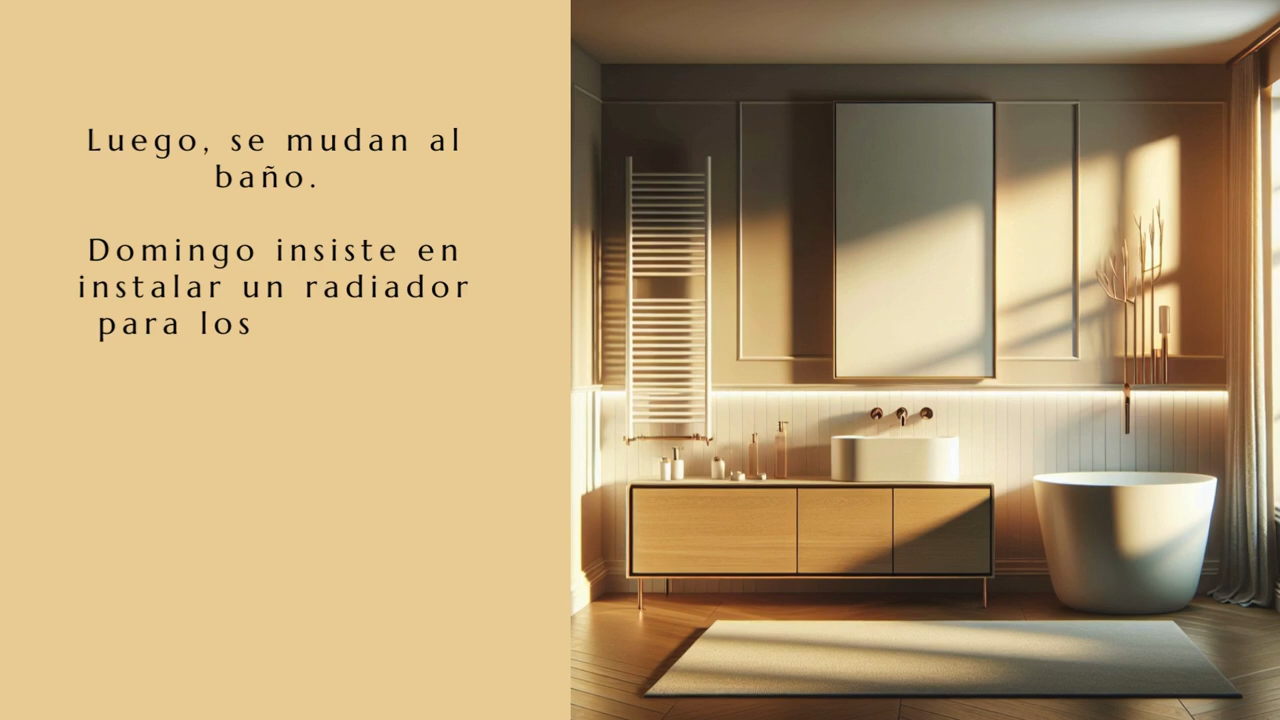 Luego, se mudan al
baño.
Domingo insiste en
instalar un radiador
para los